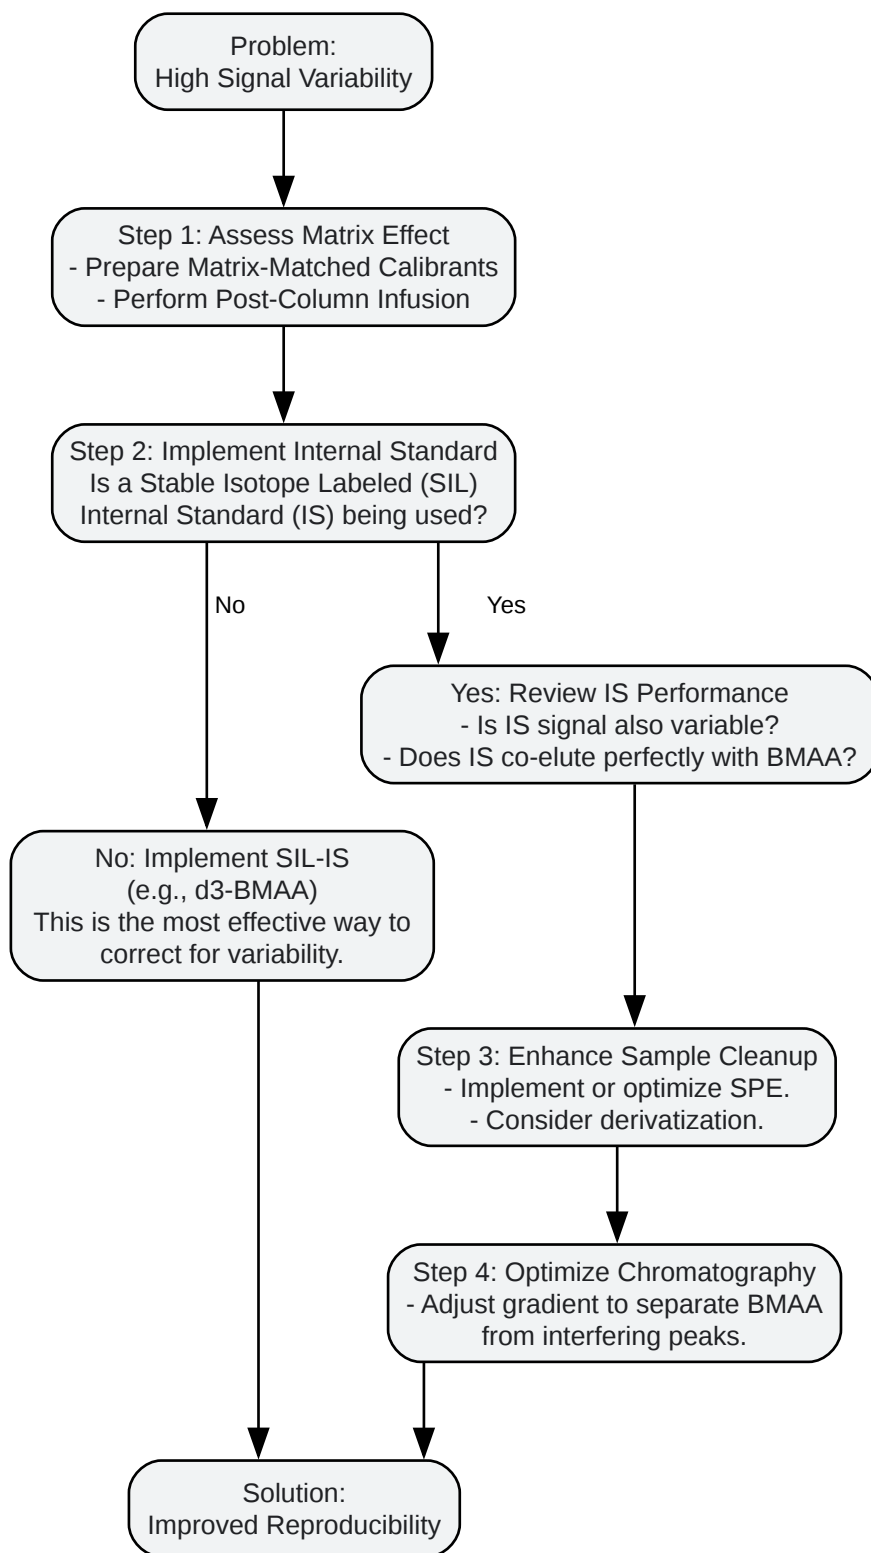 Problem:
High Signal Variability
Step 1: Assess Matrix Effect
- Prepare Matrix-Matched Calibrants
- Perform Post-Column Infusion
Step 2: Implement Internal Standard
Is a Stable Isotope Labeled (SIL)
Internal Standard (IS) being used?
No
Yes
Yes: Review IS Performance
- Is IS signal also variable?
- Does IS co-elute perfectly with BMAA?
No: Implement SIL-IS
(e.g., d3-BMAA)
This is the most effective way to
correct for variability.
Step 3: Enhance Sample Cleanup
- Implement or optimize SPE.
- Consider derivatization.
Step 4: Optimize Chromatography
- Adjust gradient to separate BMAA
from interfering peaks.
Solution:
Improved Reproducibility